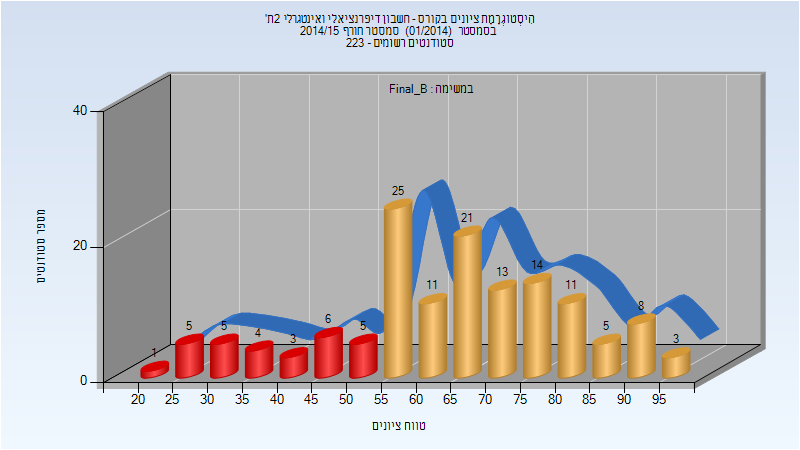 היסטוגרמת ציונים בקורס - חשבון דיפרנציאלי ואינטגרלי 2ת'
בסמסטר (01/2014) סמסטר חורף 2014/15
סטודנטים רשומים - 223
במשימה : Final_B
מספר סטודנטים
40
20
0
1
5
5
4
3
6
5
25
11
21
13
14
11
5
8
3
20 25 30 35 40 45 50 55 60 65 70 75 80 85 90 95
טווח ציונים